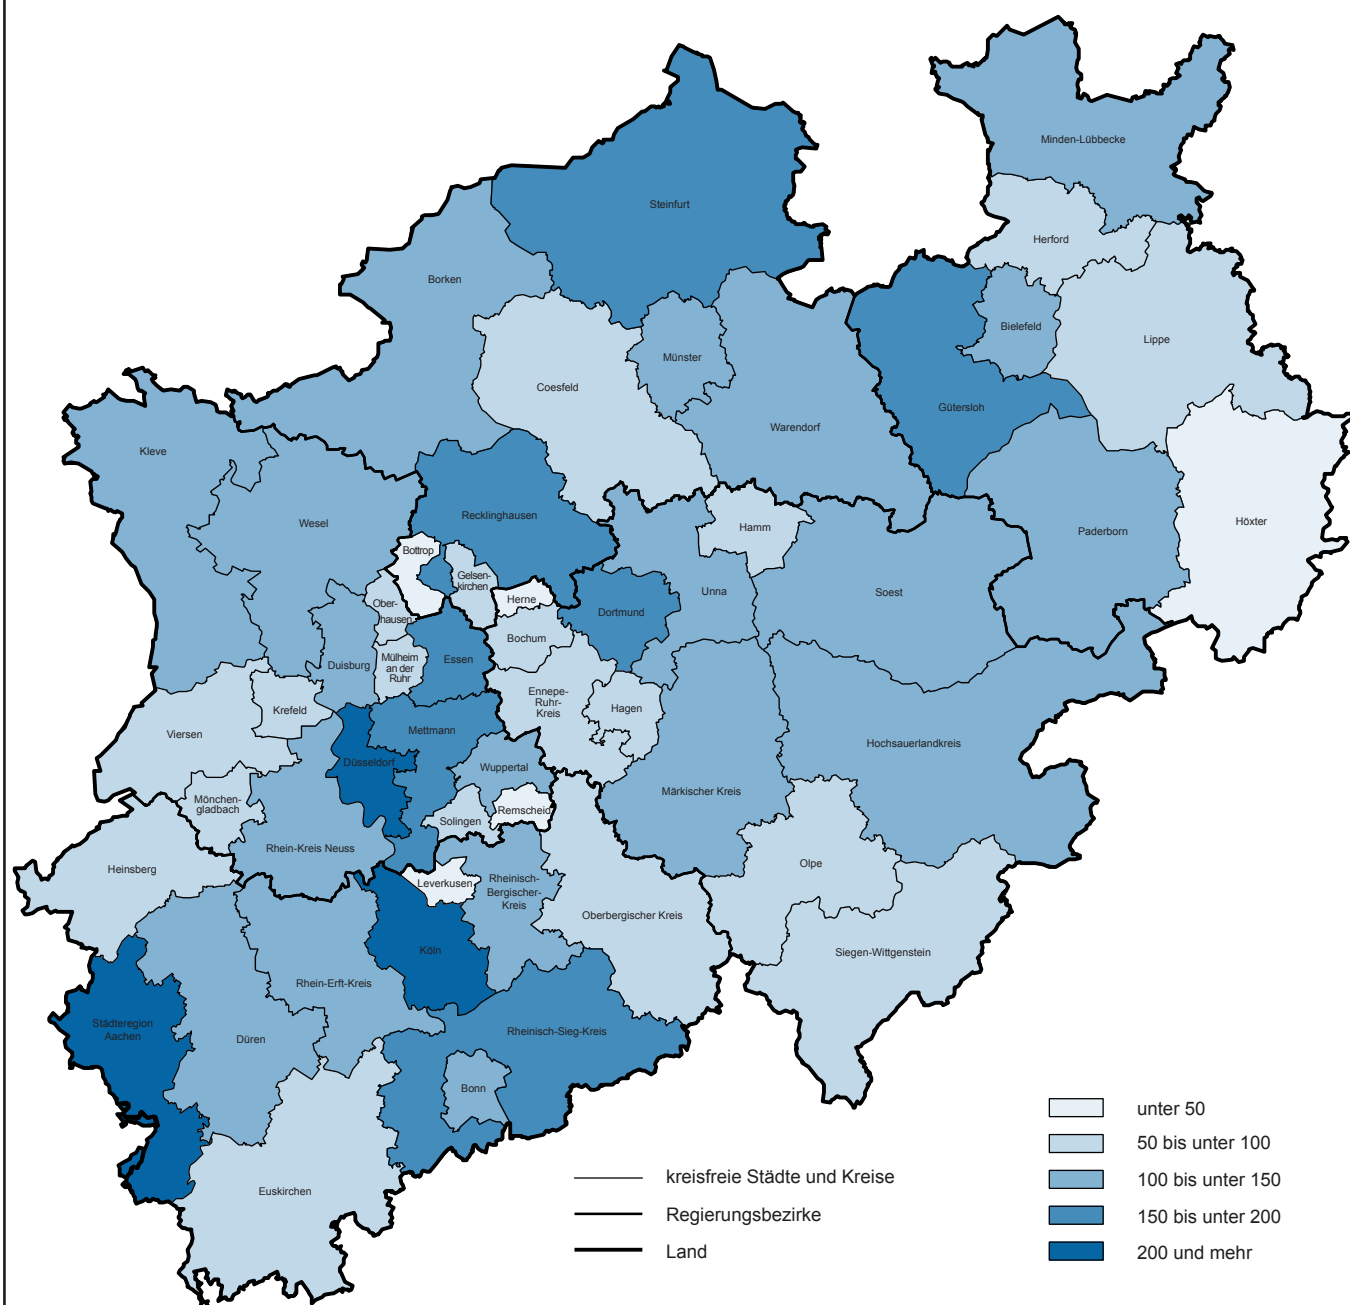 Minden-Lübbecke
Steinfurt
Herford
Borken
Bielefeld
Lippe
Münster
Coesfeld
Gütersloh
Warendorf
Kleve
Wesel
Recklinghausen
Hamm
Höxter
Paderborn
Bottrop
Gelsen-
kirchen
Soest
Unna
Herne
Ober-
hausen
Dortmund
Bochum
Essen
Duisburg
Mülheim
an der
Ruhr
Ennepe-
Ruhr-
Kreis
Hagen
Krefeld
Viersen
Mettmann
Hochsauerlandkreis
Düsseldorf
Wuppertal
Märkischer Kreis
Mönchen-
gladbach
Remscheid
Solingen
Rhein-Kreis Neuss
Olpe
Heinsberg
Leverkusen
Rheinisch-
Bergischer-
Kreis
Oberbergischer Kreis
Köln
Siegen-Wittgenstein
Rhein-Erft-Kreis
Städteregion
Aachen
Düren
Rheinisch-Sieg-Kreis
Bonn
Euskirchen
kreisfreie Städte und Kreise
Regierungsbezirke
Land
unter 50
50 bis unter 100
100 bis unter 150
150 bis unter 200
200 und mehr